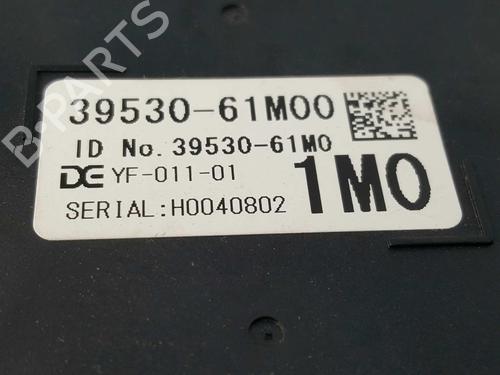 39530-61M00
ID No. 39530-61M0
DE YF-011-01
1M0
SERIAL:H0040802
B-PARTS